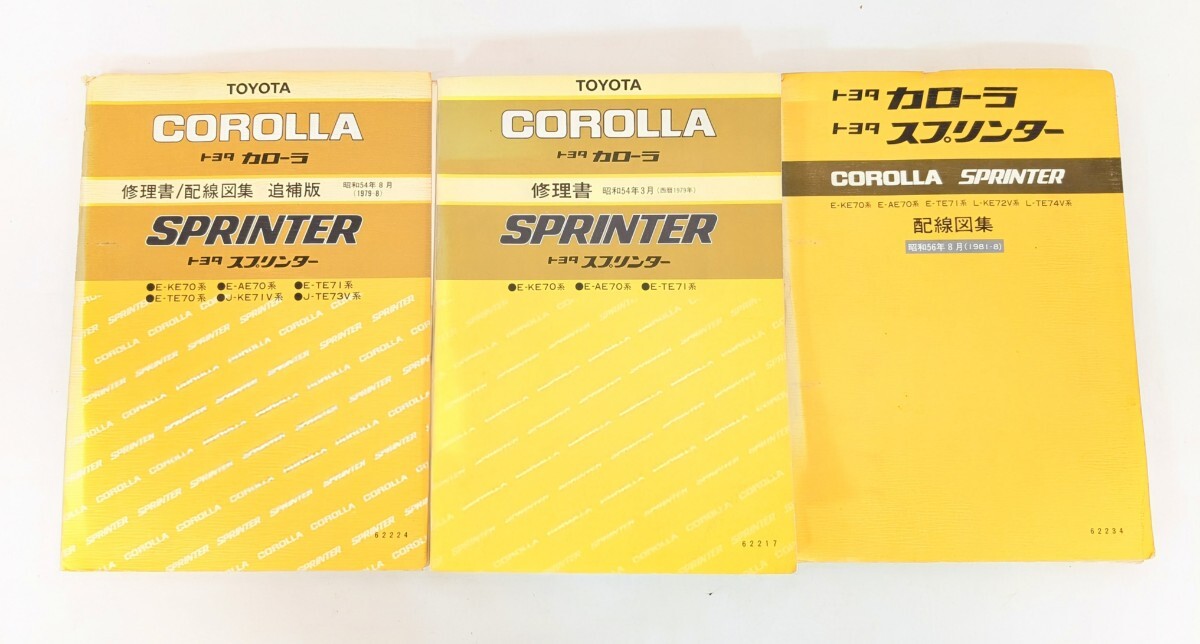 TOYOTA
COROLLA
トヨタ カローラ
修理書/配線図集 追補版 昭和54年8月
(1979-8)
SPRINTER
トヨタ スプリンター
●E-KE70系 ●E-AE70系 ●E-TE71系
●E-TE70系 ●J-KE71V系 ●J-TE73V系
62224
TOYOTA
COROLLA
トヨタ カローラ
修理書 昭和54年3月(西暦1979年)
SPRINTER
トヨタ スプリンター
●E-KE70系 ●E-AE70系 ●E-TE71系
62217
トヨタ カローラ
トヨタ スプリンター
COROLLA SPRINTER
E-KE70系 E-AE70系 E-TE71系 L-KE72V系 L-TE74V系
配線図集
昭和56年8月(1981-8)
62234